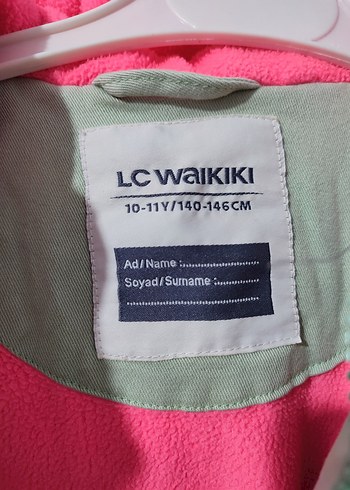 LC WAIKIKI
10-11Y/140-146CM
Ad/Name :
Soyad/Surname :